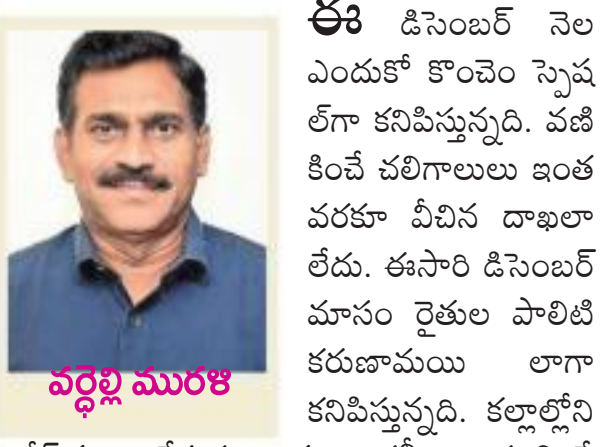 ఈ డిసెంబర్ నెల
ఎందుకో కొంచెం స్పెష
ల్‌గా కనిపిస్తున్నది. వణి
కించే చలిగాలులు ఇంత
వరకూ వీచిన దాఖలా
లేదు. ఈసారి డిసెంబర్
మాసం రైతుల పాలిటి
కరుణామయి లాగా
కనిపిస్తున్నది. కల్లాల్లోని
వర్ధెల్లి మురళి